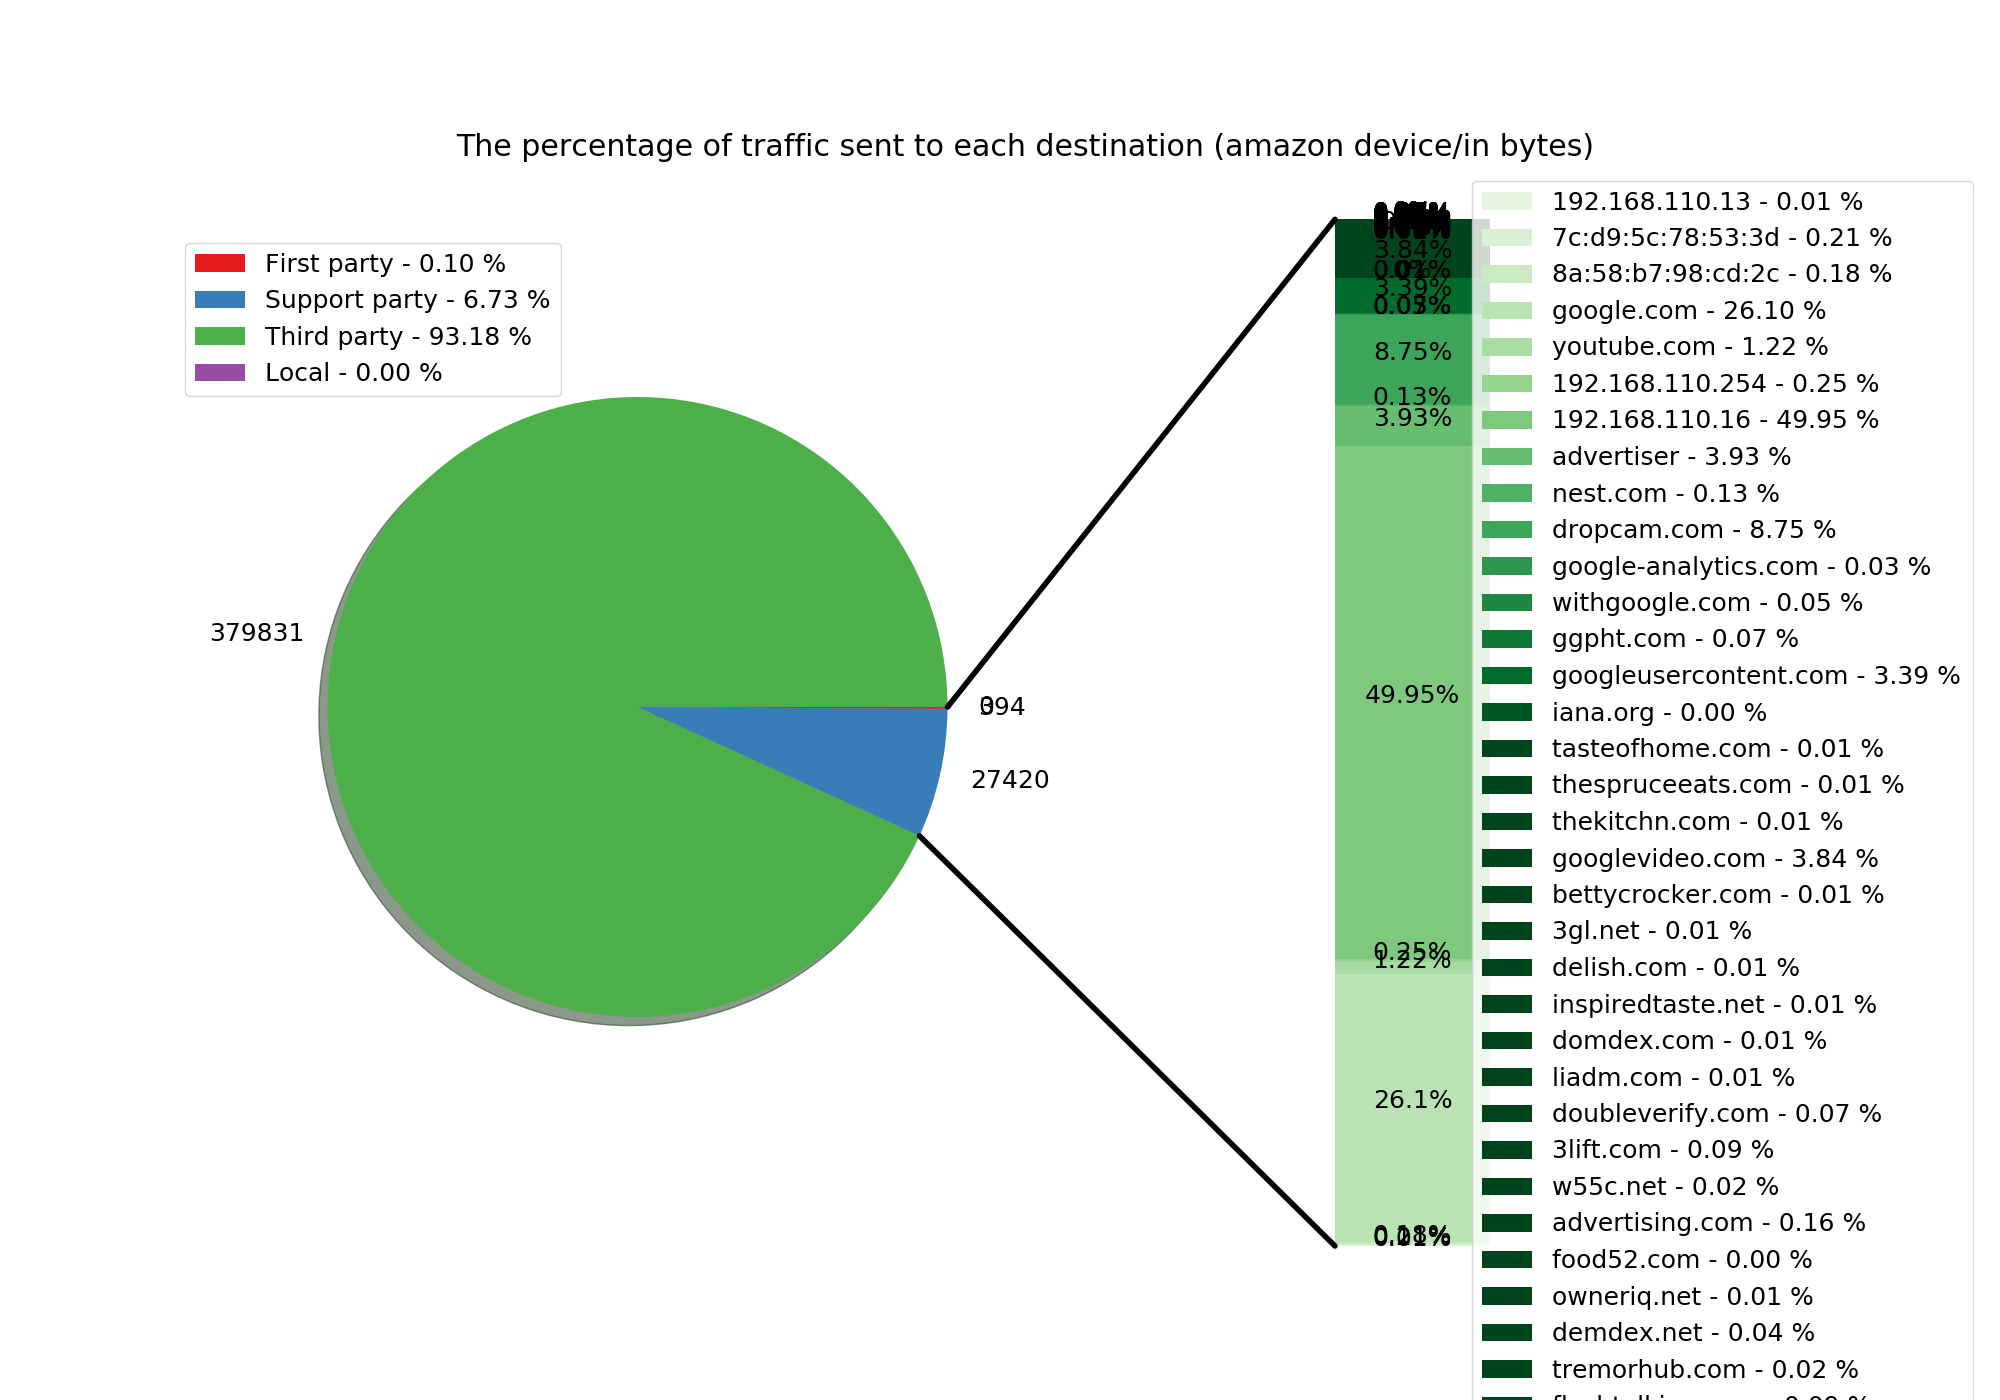 The percentage of traffic sent to each destination (amazon device/in bytes)
First party - 0.10 %
Support party - 6.73 %
Third party - 93.18 %
Local - 0.00 %
379831
0
394
27420
3.84%
3.39%
8.75%
0.13%
3.93%
49.95%
0.25%
1.22%
26.1%
192.168.110.13 - 0.01 %
7c:d9:5c:78:53:3d - 0.21 %
8a:58:b7:98:cd:2c - 0.18 %
google.com - 26.10 %
youtube.com - 1.22 %
192.168.110.254 - 0.25 %
192.168.110.16 - 49.95 %
advertiser - 3.93 %
nest.com - 0.13 %
dropcam.com - 8.75 %
google-analytics.com - 0.03 %
withgoogle.com - 0.05 %
ggpht.com - 0.07 %
googleusercontent.com - 3.39 %
iana.org - 0.00 %
tasteofhome.com - 0.01 %
thespruceeats.com - 0.01 %
thekitchn.com - 0.01 %
googlevideo.com - 3.84 %
bettycrocker.com - 0.01 %
3gl.net - 0.01 %
delish.com - 0.01 %
inspiredtaste.net - 0.01 %
domdex.com - 0.01 %
liadm.com - 0.01 %
doubleverify.com - 0.07 %
3lift.com - 0.09 %
w55c.net - 0.02 %
advertising.com - 0.16 %
food52.com - 0.00 %
owneriq.net - 0.01 %
demdex.net - 0.04 %
tremorhub.com - 0.02 %